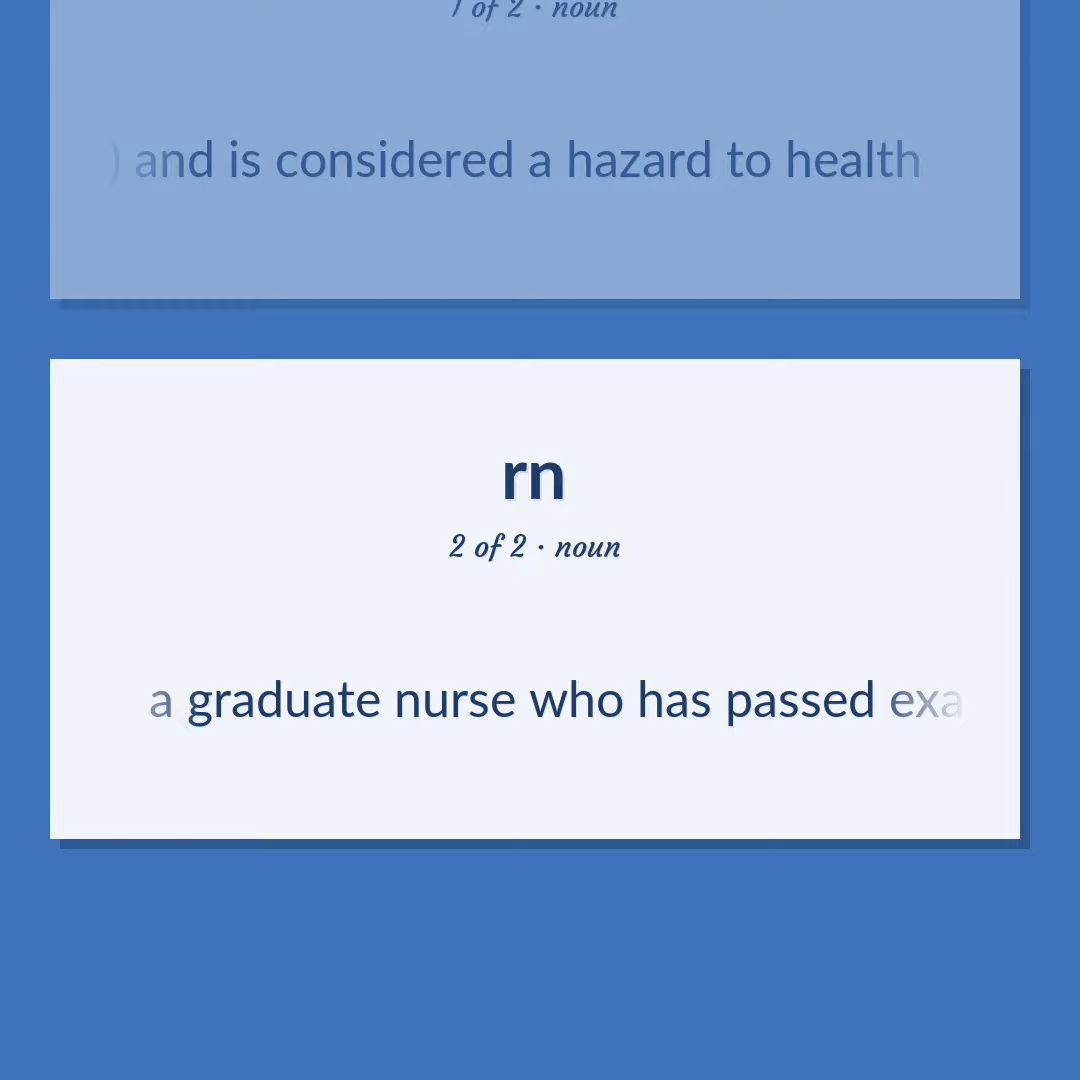 1 of 2 · noun
) and is considered a hazard to health
rn
2 of 2 · noun
a graduate nurse who has passed exa